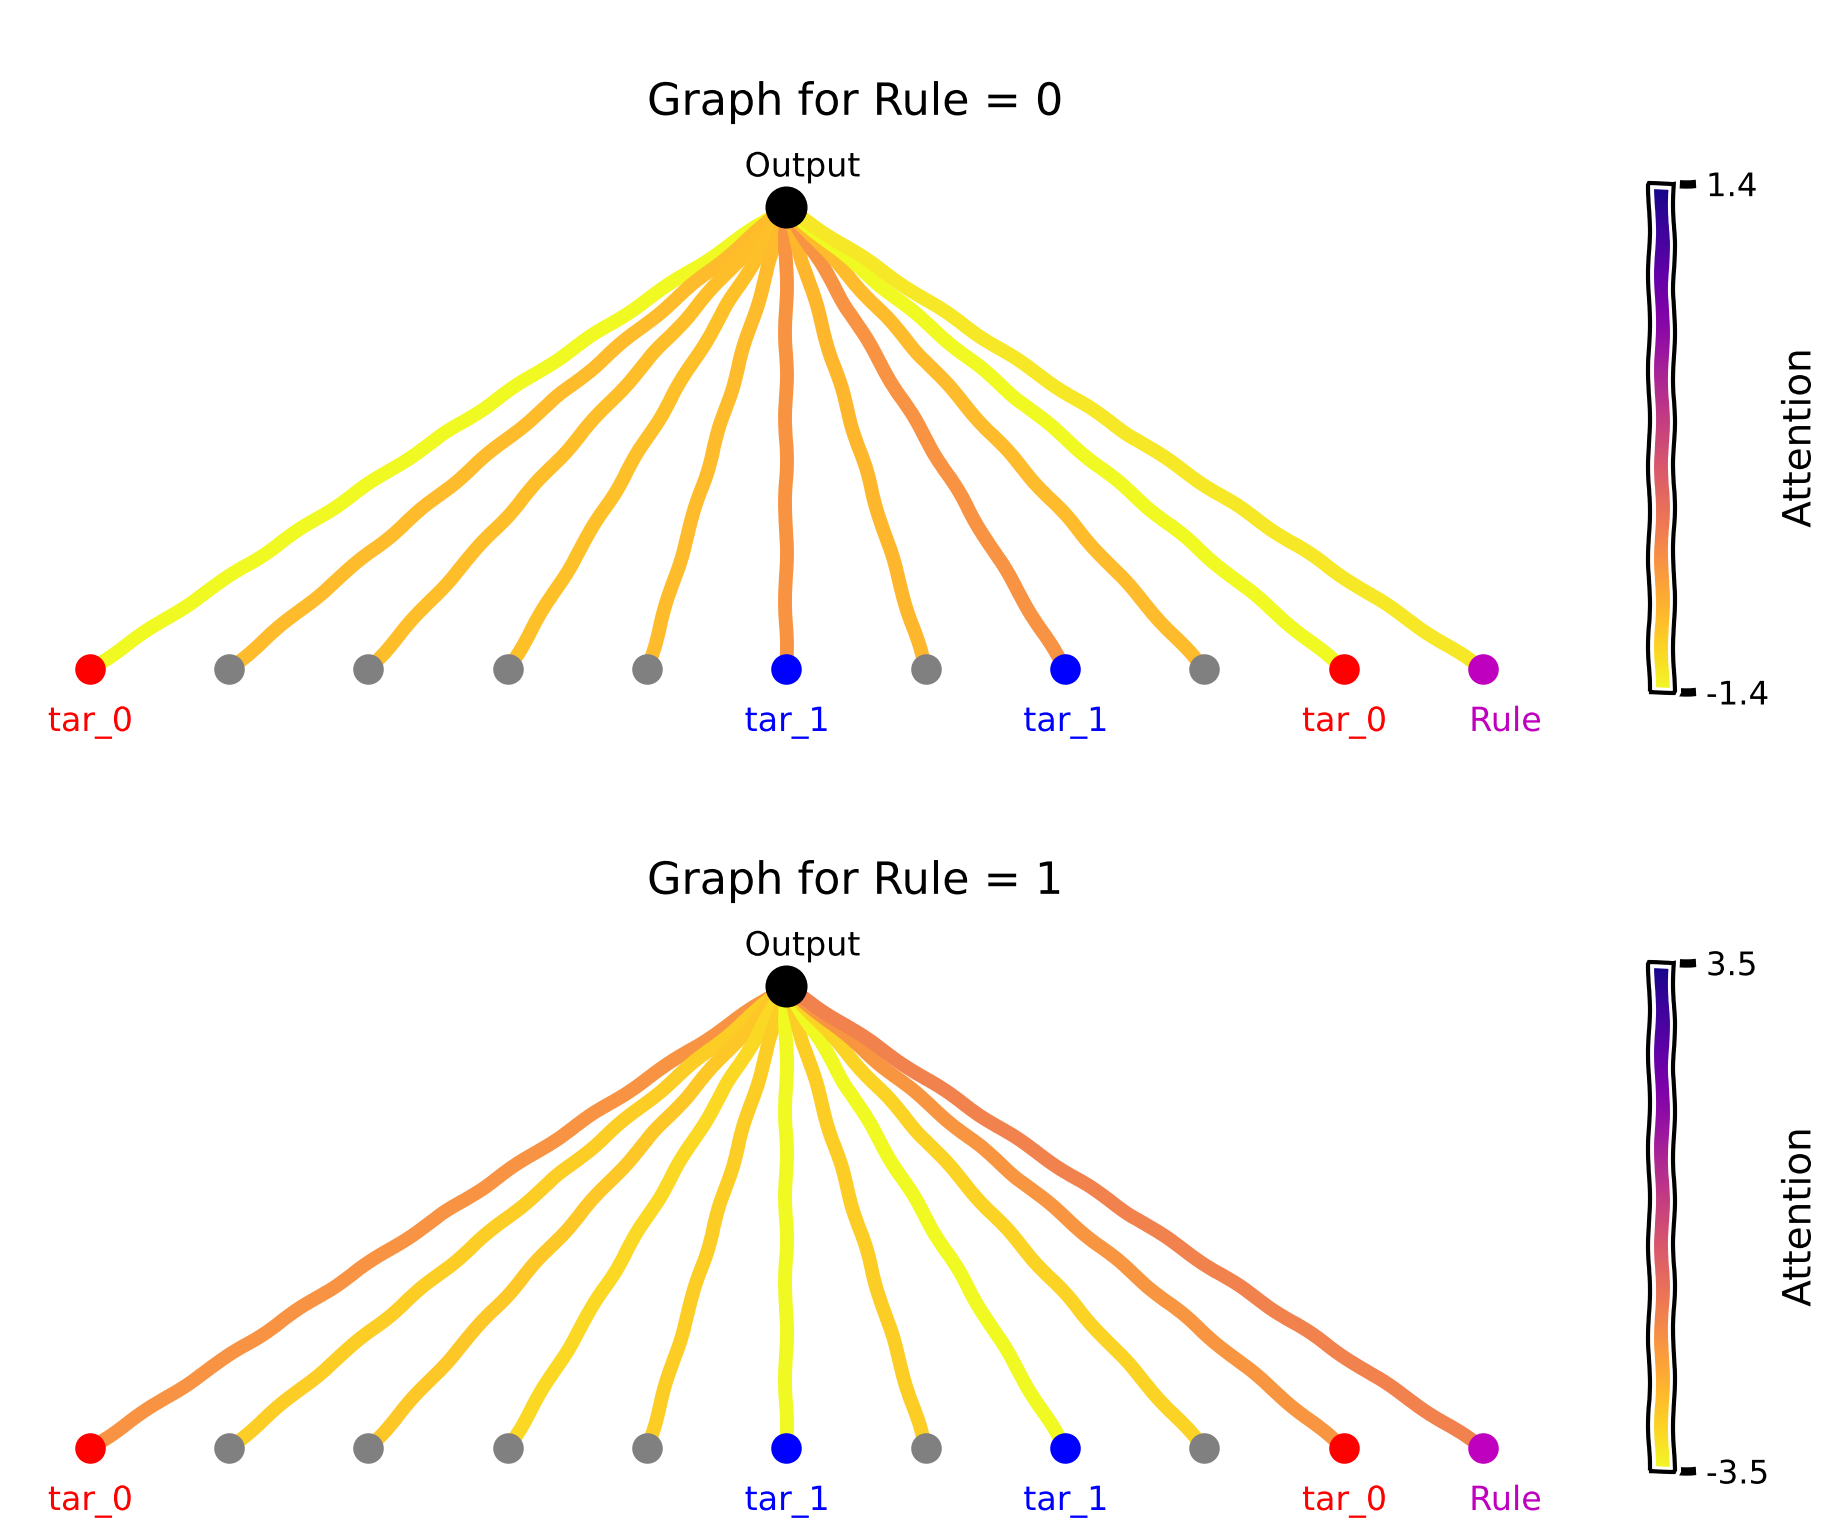 Graph for Rule = 0
Output
1.4
Attention
-1.4
tar_0
tar_1
tar_1
tar_0
Rule
Graph for Rule = 1
Output
3.5
Attention
-3.5
tar_0
tar_1
tar_1
tar_0
Rule